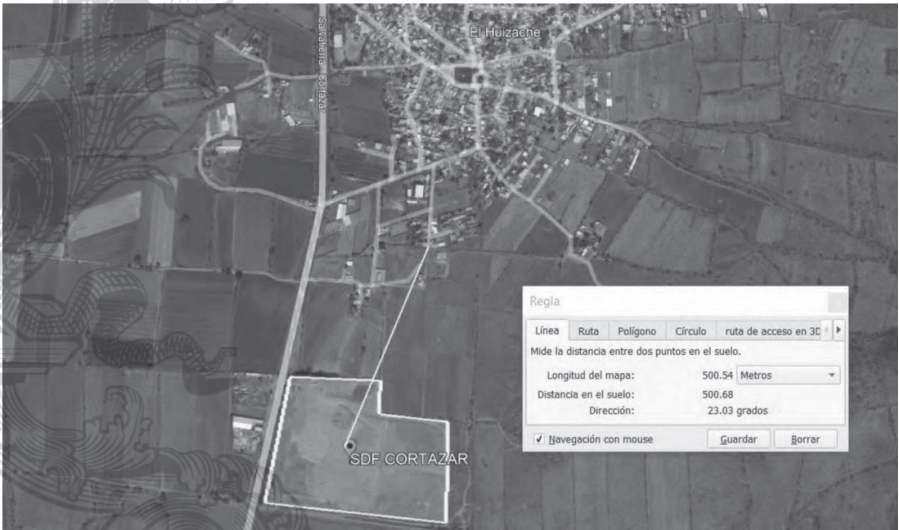 El Huizache
Salvatierra - Cortazar
SDF CORTAZAR
Regla
Línea Ruta Polígono Círculo ruta de acceso en 3D
Mide la distancia entre dos puntos en el suelo.
Longitud del mapa: 500.54 Metros
Distancia en el suelo: 500.68
Dirección: 23.03 grados
Navegación con mouse Guardar Borrar